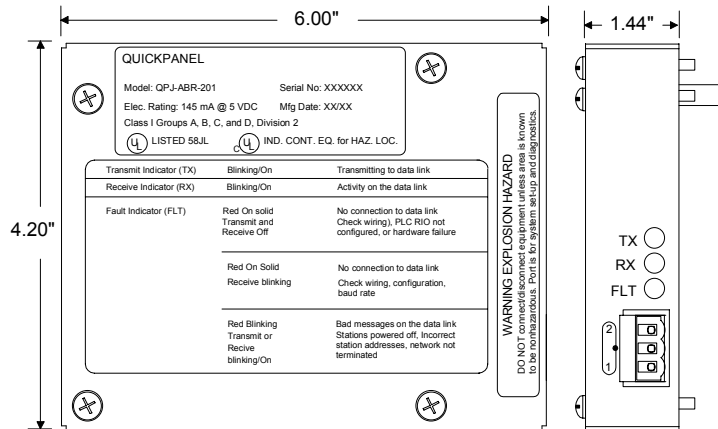 6.00"
1.44"
4.20"
QUICKPANEL
Model: QPJ-ABR-201 Serial No: XXXXXX
Elec. Rating: 145 mA @ 5 VDC Mfg Date: XX/XX
Class I Groups A, B, C, and D, Division 2
UL LISTED 58JL C UL IND. CONT. EQ. for HAZ. LOC.
Transmit Indicator (TX) Blinking/On Transmitting to data link
Receive Indicator (RX) Blinking/On Activity on the data link
Fault Indicator (FLT) Red On solid No connection to data link
Transmit and Check wiring), PLC RIO not
Receive Off configured, or hardware failure
Red On Solid No connection to data link
Receive blinking Check wiring, configuration,
baud rate
Red Blinking Bad messages on the data link
Transmit or Stations powered off, Incorrect
Recive station addresses, network not
blinking/On terminated
WARNING EXPLOSION HAZARD
DO NOT connect/disconnect equipment unless area is known
to be nonhazardous. Port is for system set-up and diagnostics.
TX
RX
FLT
2
1